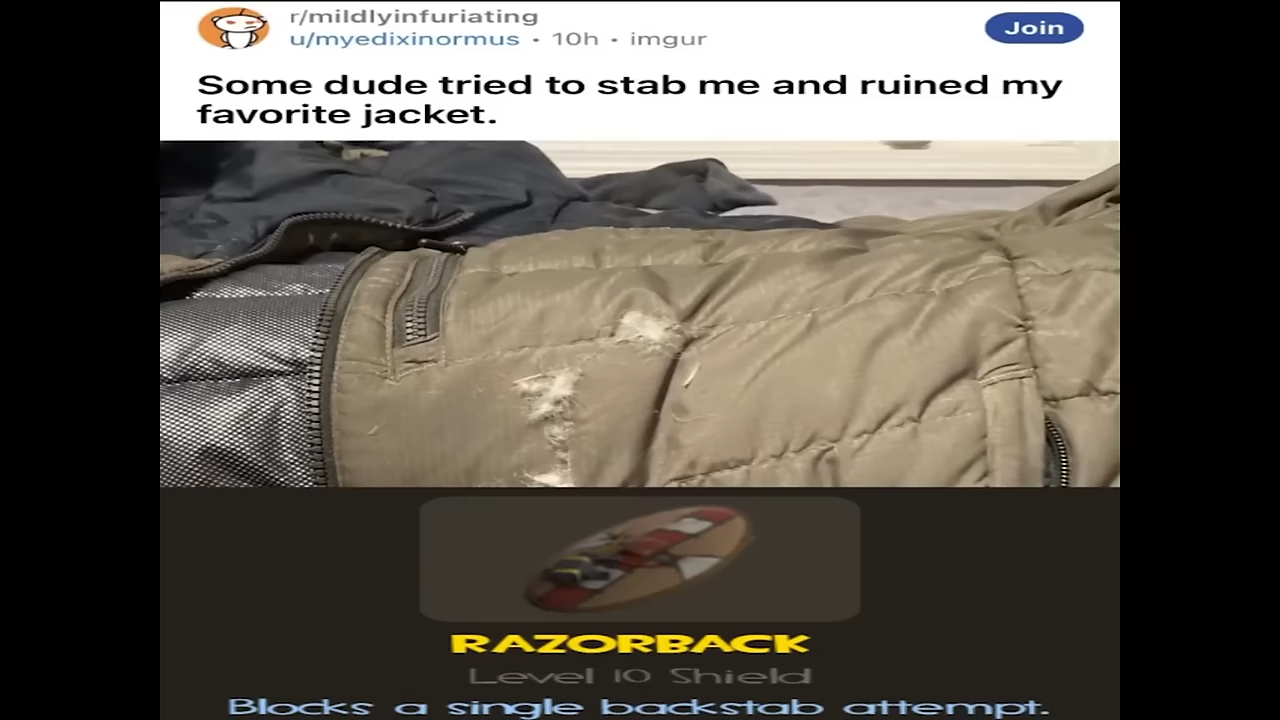 r/mildlyinfuriating
u/myedixinormus • 10h • imgur
Join
Some dude tried to stab me and ruined my
favorite jacket.
RAZORBACK
Level 10 Shield
Blocks a single backstab attempt.